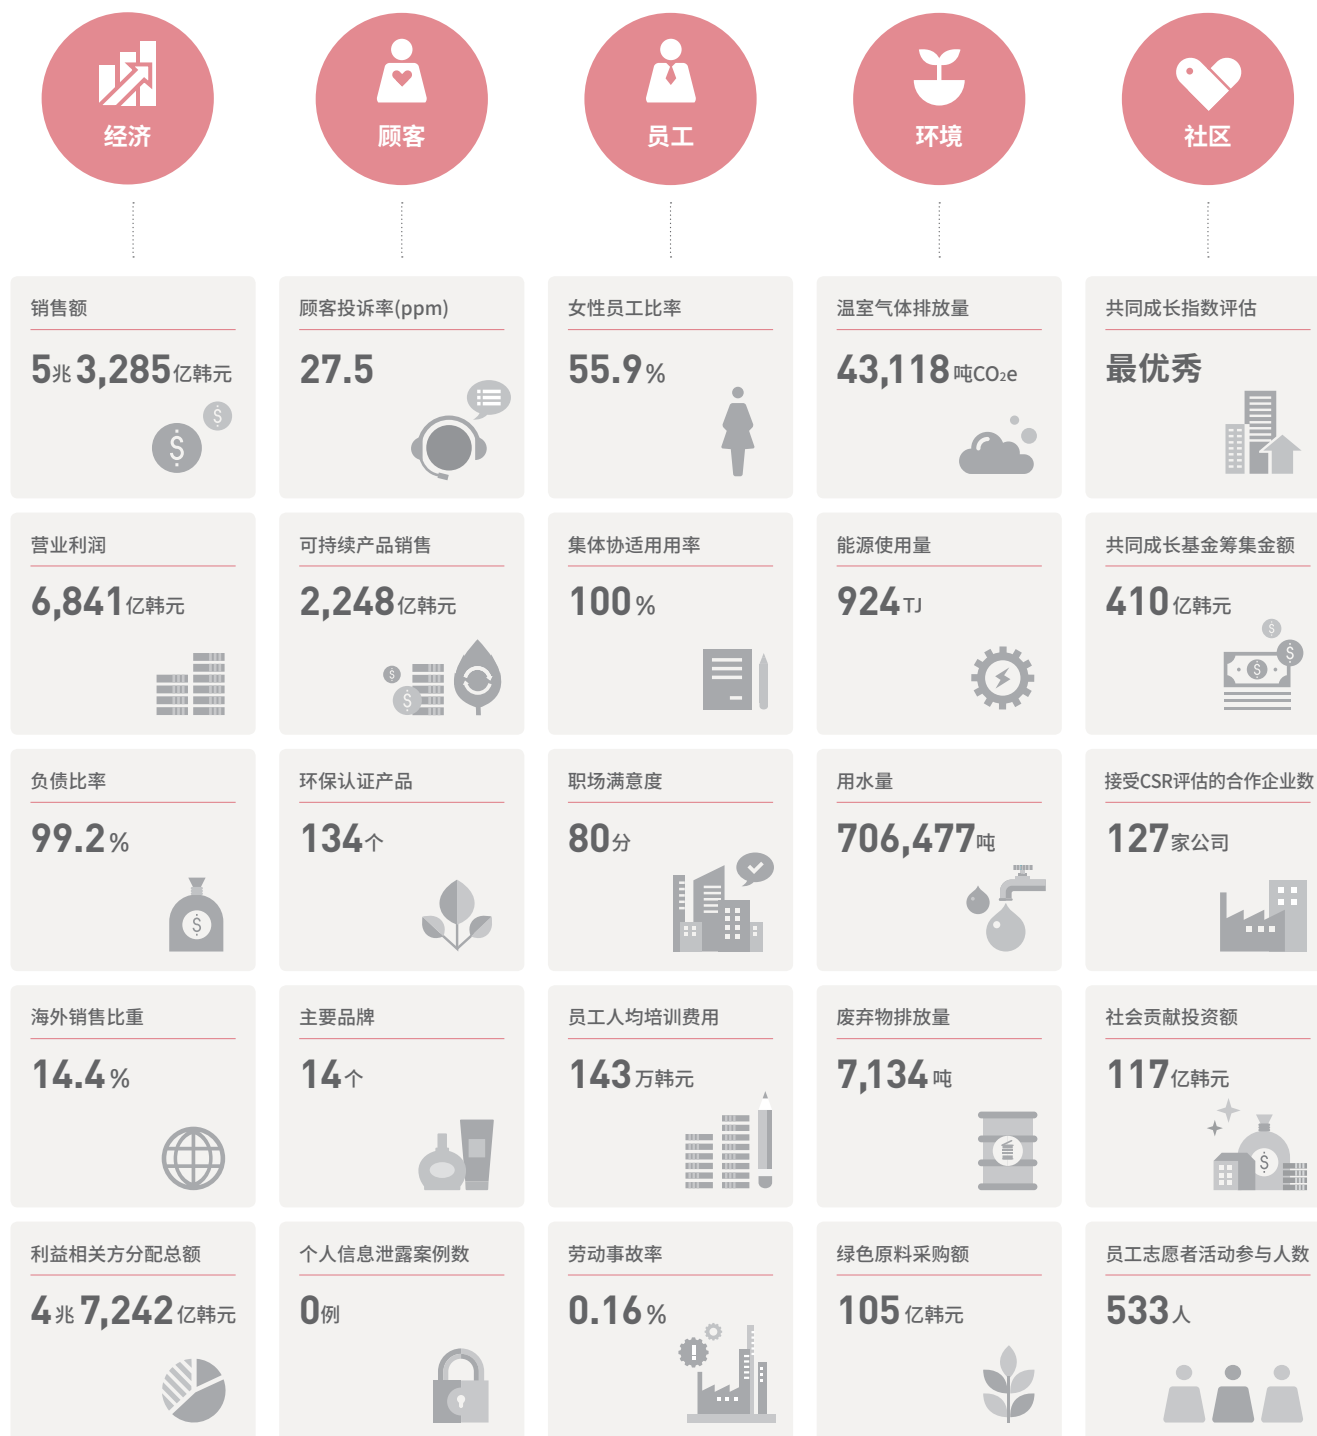 经济
顾客
员工
环境
社区
销售额
5兆 3,285亿韩元
顾客投诉率(ppm)
27.5
女性员工比率
55.9%
温室气体排放量
43,118吨CO₂e
共同成长指数评估
最优秀
营业利润
6,841亿韩元
可持续产品销售
2,248亿韩元
集体协适用用率
100%
能源使用量
924TJ
共同成长基金筹集金额
410亿韩元
负债比率
99.2%
环保认证产品
134个
职场满意度
80分
用水量
706,477吨
接受CSR评估的合作企业数
127家公司
海外销售比重
14.4%
主要品牌
14个
员工人均培训费用
143万韩元
废弃物排放量
7,134吨
社会贡献投资额
117亿韩元
利益相关方分配总额
4兆 7,242亿韩元
个人信息泄露案例数
0例
劳动事故率
0.16%
绿色原料采购额
105亿韩元
员工志愿者活动参与人数
533人